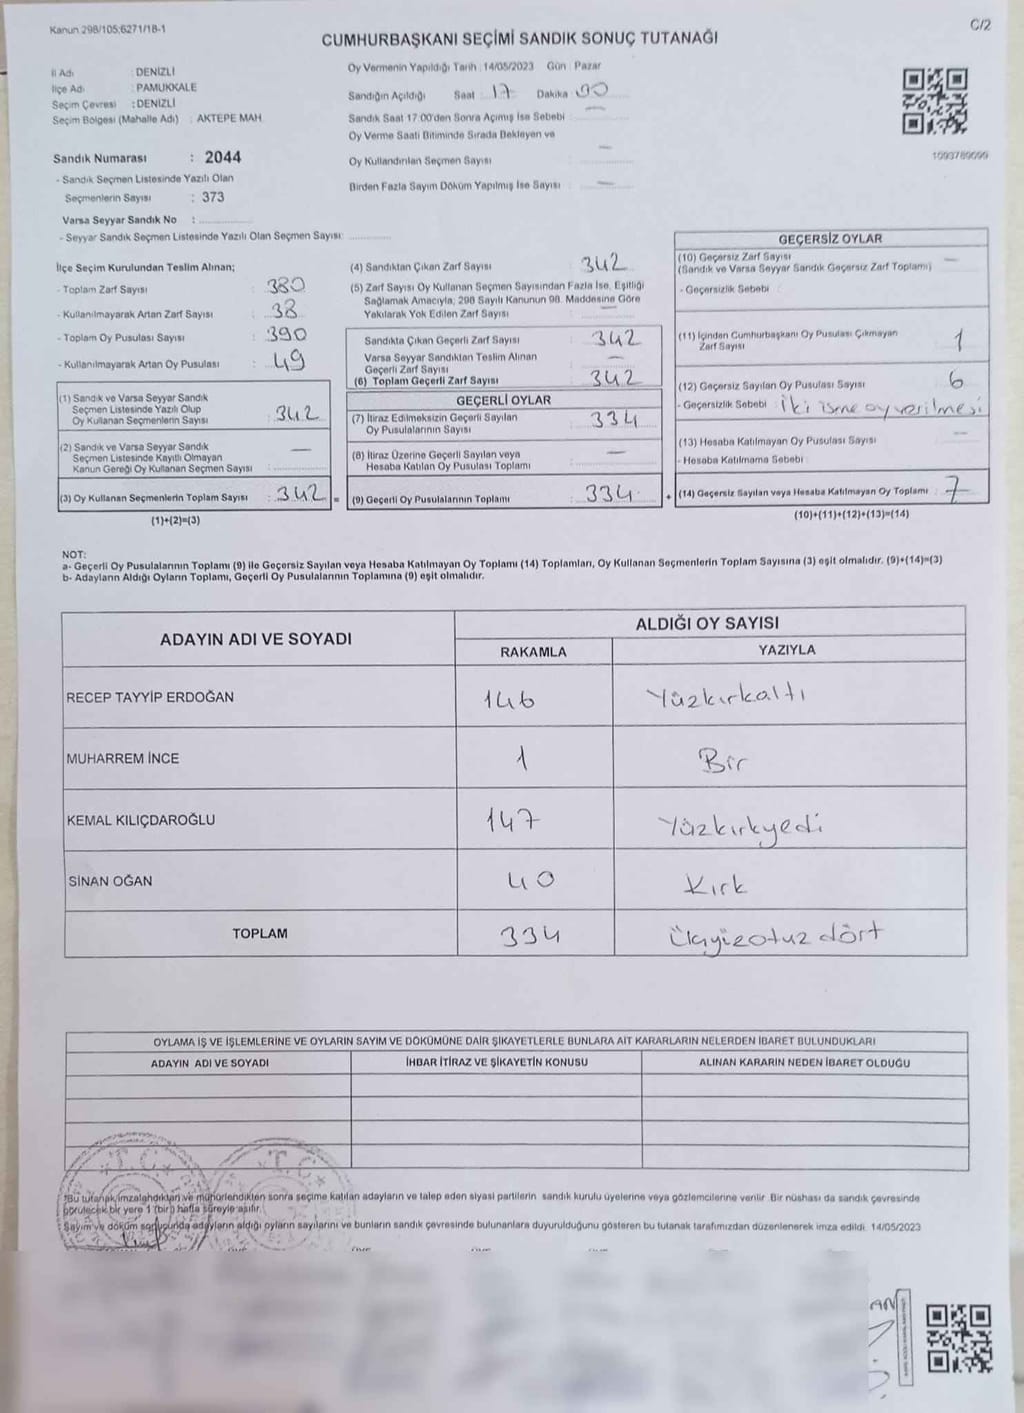 Kanun 298/105;6271/18-1
C/2
CUMHURBAŞKANI SEÇİMİ SANDIK SONUÇ TUTANAĞI
İl Adı : DENİZLİ
İlçe Adı : PAMUKKALE
Seçim Çevresi : DENİZLİ
Seçim Bölgesi (Mahalle Adı) : AKTEPE MAH.
Oy Vermenin Yapıldığı Tarih : 14/05/2023 Gün : Pazar
Sandığın Açıldığı Saat : 17 Dakika : 00
Sandık Saat 17:00'den Sonra Açımış İse Sebebi : —
Oy Verme Saati Bitiminde Sırada Bekleyen ve
Oy Kullandırılan Seçmen Sayısı : —
Birden Fazla Sayım Döküm Yapılmış İse Sayısı : —
1093789099
Sandık Numarası : 2044
- Sandık Seçmen Listesinde Yazılı Olan
Seçmenlerin Sayısı : 373
Varsa Seyyar Sandık No :
- Seyyar Sandık Seçmen Listesinde Yazılı Olan Seçmen Sayısı:
İlçe Seçim Kurulundan Teslim Alınan;
- Toplam Zarf Sayısı : 380
- Kullanılmayarak Artan Zarf Sayısı : 38
- Toplam Oy Pusulası Sayısı : 390
- Kullanılmayarak Artan Oy Pusulası : 49
(1) Sandık ve Varsa Seyyar Sandık
Seçmen Listesinde Yazılı Olup
Oy Kullanan Seçmenlerin Sayısı : 342
(2) Sandık ve Varsa Seyyar Sandık
Seçmen Listesinde Kayıtlı Olmayan
Kanun Gereği Oy Kullanan Seçmen Sayısı : —
(3) Oy Kullanan Seçmenlerin Toplam Sayısı : 342 =
(1)+(2)=(3)
(4) Sandıktan Çıkan Zarf Sayısı : 342
(5) Zarf Sayısı Oy Kullanan Seçmen Sayısından Fazla İse, Eşitliği
Sağlamak Amacıyla, 298 Sayılı Kanunun 98. Maddesine Göre
Yakılarak Yok Edilen Zarf Sayısı : —
Sandıkta Çıkan Geçerli Zarf Sayısı : 342
Varsa Seyyar Sandıktan Teslim Alınan
Geçerli Zarf Sayısı : —
(6) Toplam Geçerli Zarf Sayısı : 342
GEÇERLİ OYLAR
(7) İtiraz Edilmeksizin Geçerli Sayılan
Oy Pusulalarının Sayısı : 334
(8) İtiraz Üzerine Geçerli Sayılan veya
Hesaba Katılan Oy Pusulası Toplamı : —
(9) Geçerli Oy Pusulalarının Toplamı : 334 +
GEÇERSİZ OYLAR
(10) Geçersiz Zarf Sayısı —
(Sandık ve Varsa Seyyar Sandık Geçersiz Zarf Toplamı)
- Geçersizlik Sebebi :
(11) İçinden Cumhurbaşkanı Oy Pusulası Çıkmayan
Zarf Sayısı : 1
(12) Geçersiz Sayılan Oy Pusulası Sayısı : 6
- Geçersizlik Sebebi : İki isme oy verilmesi
(13) Hesaba Katılmayan Oy Pusulası Sayısı : —
- Hesaba Katılmama Sebebi :
(14) Geçersiz Sayılan veya Hesaba Katılmayan Oy Toplamı : 7
(10)+(11)+(12)+(13)=(14)
NOT:
a- Geçerli Oy Pusulalarının Toplamı (9) ile Geçersiz Sayılan veya Hesaba Katılmayan Oy Toplamı (14) Toplamları, Oy Kullanan Seçmenlerin Toplam Sayısına (3) eşit olmalıdır. (9)+(14)=(3)
b- Adayların Aldığı Oyların Toplamı, Geçerli Oy Pusulalarının Toplamına (9) eşit olmalıdır.
ADAYIN ADI VE SOYADI
ALDIĞI OY SAYISI
RAKAMLA YAZIYLA
RECEP TAYYİP ERDOĞAN 146 Yüzkırkaltı
MUHARREM İNCE 1 Bir
KEMAL KILIÇDAROĞLU 147 Yüzkırkyedi
SİNAN OĞAN 40 Kırk
TOPLAM 334 Üçyüzotuz dört
OYLAMA İŞ VE İŞLEMLERİNE VE OYLARIN SAYIM VE DÖKÜMÜNE DAİR ŞİKAYETLERLE BUNLARA AİT KARARLARIN NELERDEN İBARET BULUNDUKLARI
ADAYIN ADI VE SOYADI İHBAR İTİRAZ VE ŞİKAYETİN KONUSU ALINAN KARARIN NEDEN İBARET OLDUĞU
T.C. T.C.
*Bu tutanak imzalandıktan ve mühürlendikten sonra seçime katılan adayların ve talep eden siyasi partilerin sandık kurulu üyelerine veya gözlemcilerine verilir. Bir nüshası da sandık çevresinde
görülecek bir yere 1 (bir) hafta süreyle asılır.
Sayım ve döküm sonucunda adayların aldığı oyların sayılarını ve bunların sandık çevresinde bulunanlara duyurulduğunu gösteren bu tutanak tarafımızdan düzenlenerek imza edildi. 14/05/2023